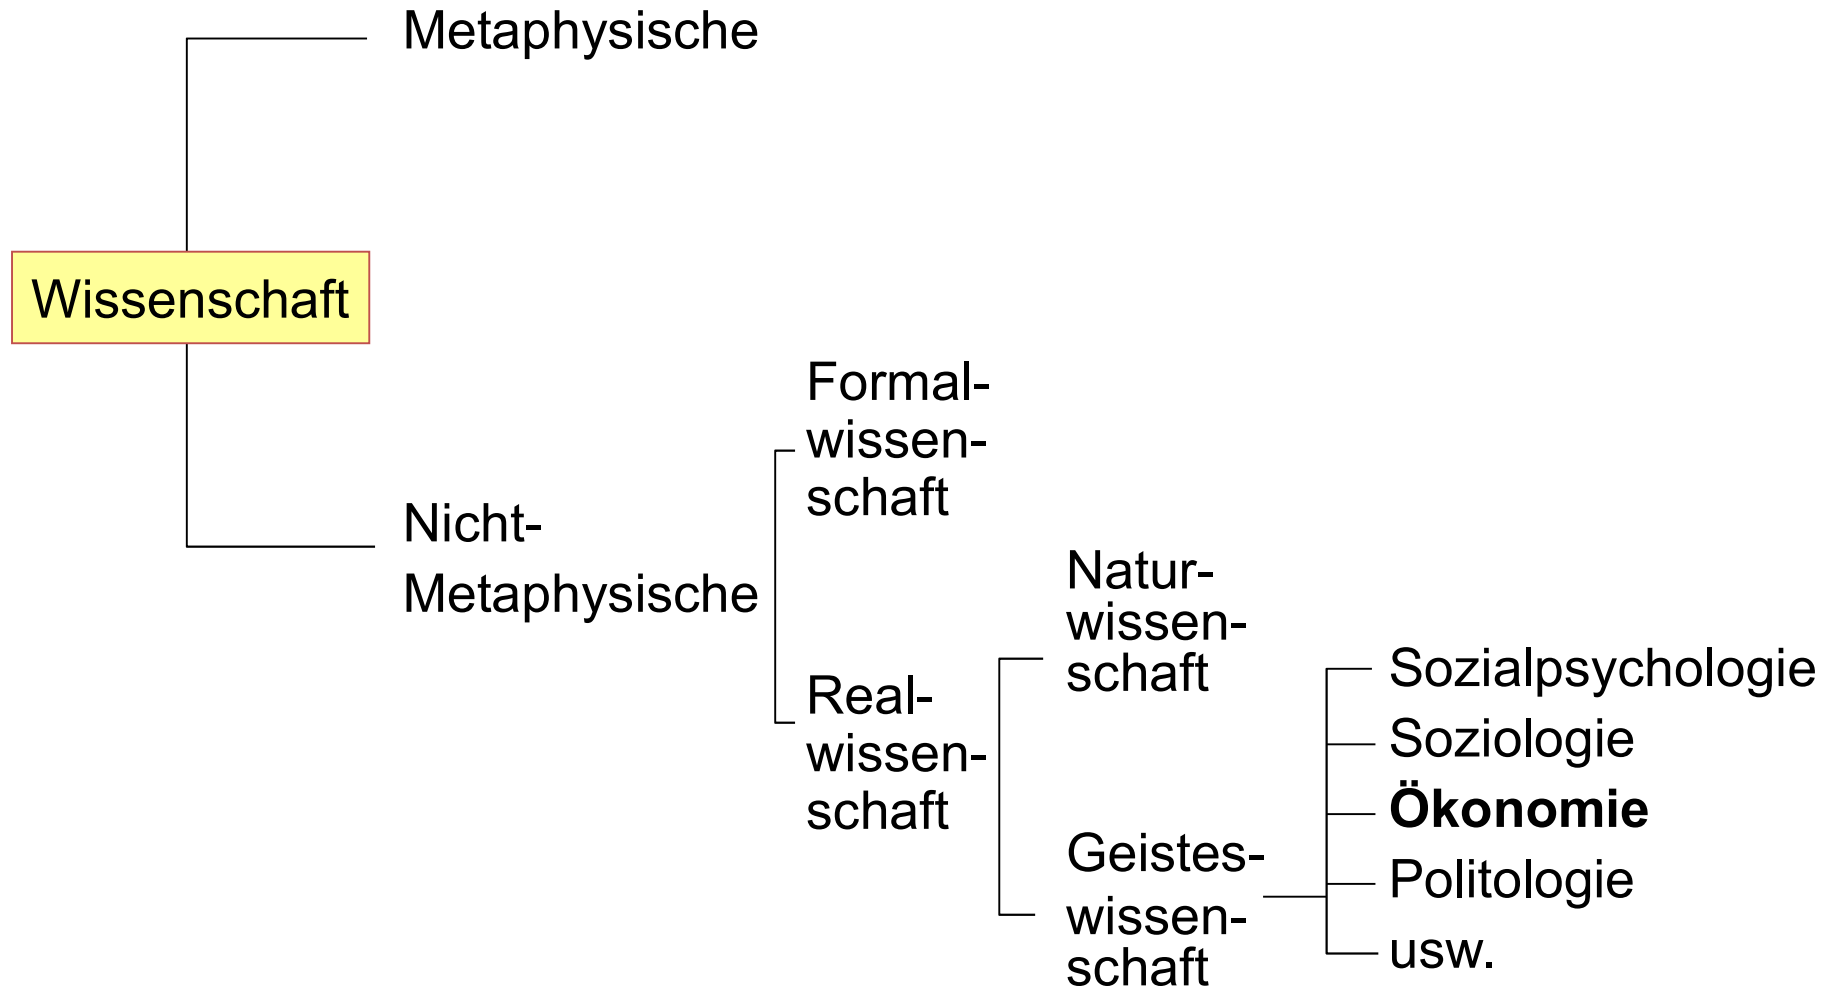 Metaphysische
Wissenschaft
Nicht-
Metaphysische
Formal-
wissen-
schaft
Real-
wissen-
schaft
Natur-
wissen-
schaft
Geistes-
wissen-
schaft
Sozialpsychologie
Soziologie
Ökonomie
Politologie
usw.